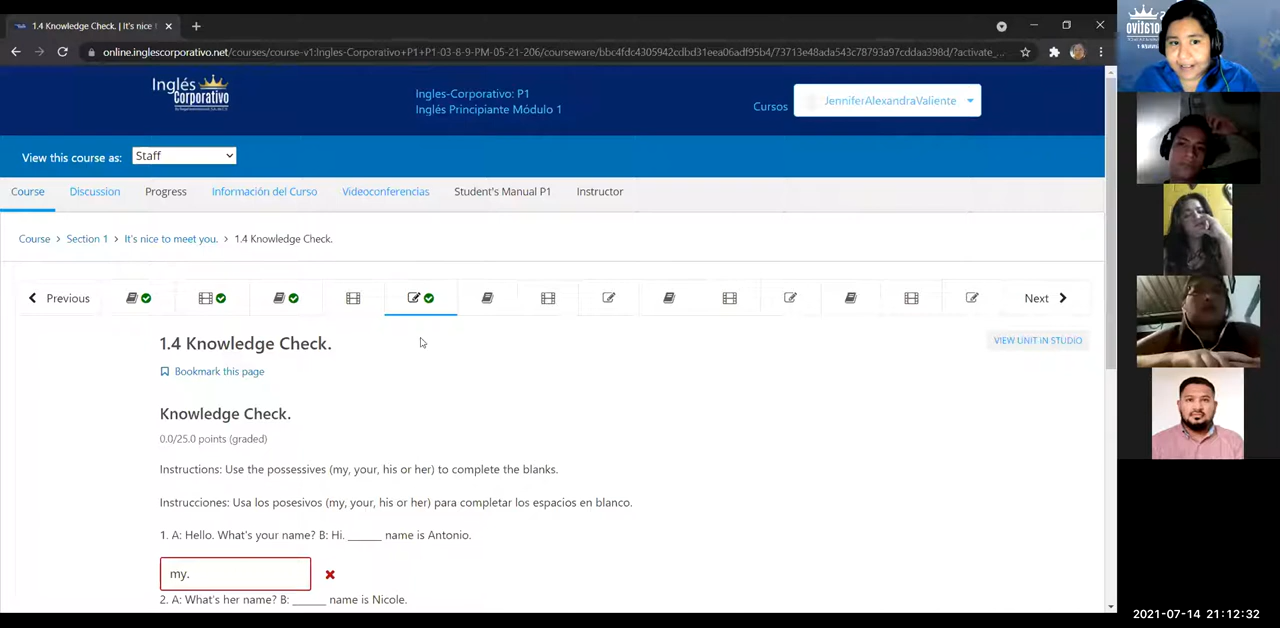 1.4 Knowledge Check. | It's nice t
online.inglescorporativo.net/courses/course-v1:Ingles-Corporativo+P1+P1-03-8-9-PM-05-21-206/courseware/bbc4fdc4305942cdbd31eea06adf95b4/73713e48ada543c78793a97cddaa398d/?activate_...
Inglés
Corporativo
Ingles-Corporativo: P1
Inglés Principiante Módulo 1
Cursos
JenniferAlexandraValiente
View this course as:
Staff
Course
Discussion
Progress
Información del Curso
Videoconferencias
Student's Manual P1
Instructor
Course > Section 1 > It's nice to meet you. > 1.4 Knowledge Check.
Previous
Next
1.4 Knowledge Check.
VIEW UNIT IN STUDIO
Bookmark this page
Knowledge Check.
0.0/25.0 points (graded)
Instructions: Use the possessives (my, your, his or her) to complete the blanks.
Instrucciones: Usa los posesivos (my, your, his or her) para completar los espacios en blanco.
1. A: Hello. What's your name? B: Hi. ______ name is Antonio.
my.
2. A: What's her name? B: ______ name is Nicole.
2021-07-14 21:12:32